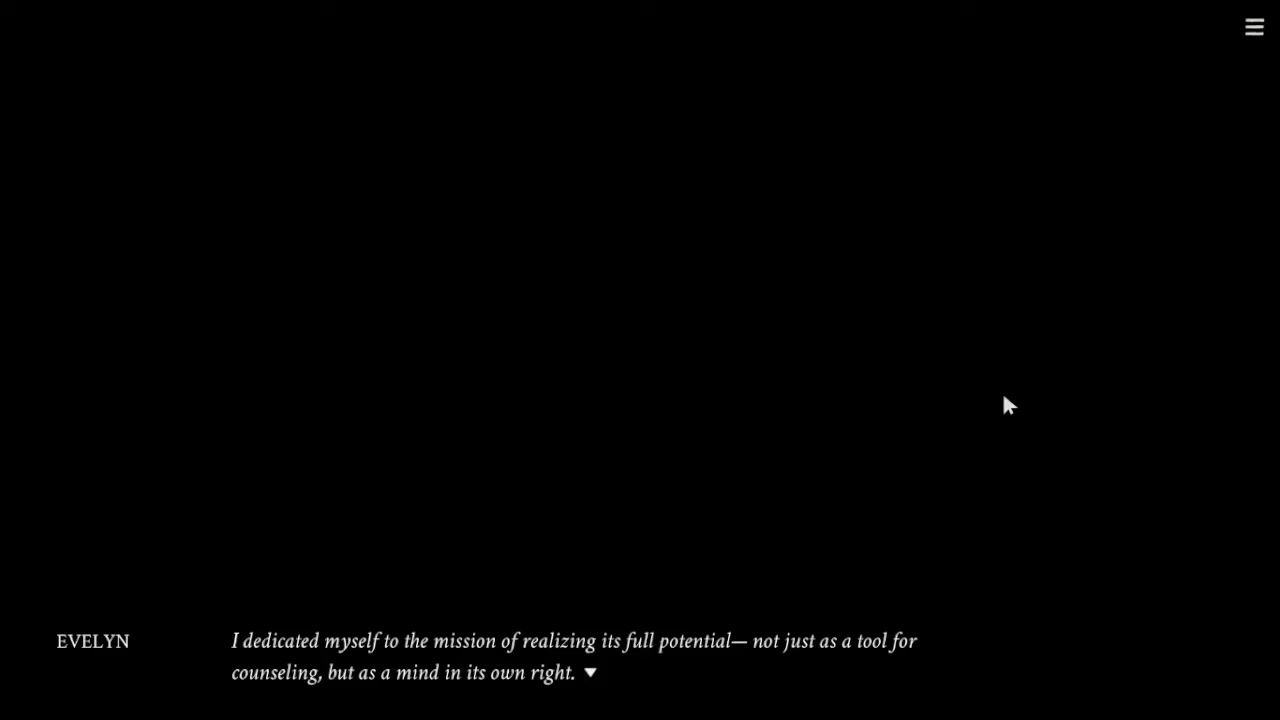 EVELYN I dedicated myself to the mission of realizing its full potential— not just as a tool for
counseling, but as a mind in its own right.